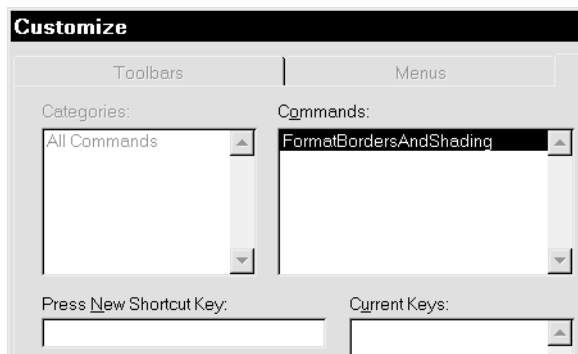 Customize
Toolbars Menus
Categories: Commands:
All Commands FormatBordersAndShading
Press New Shortcut Key: Current Keys: